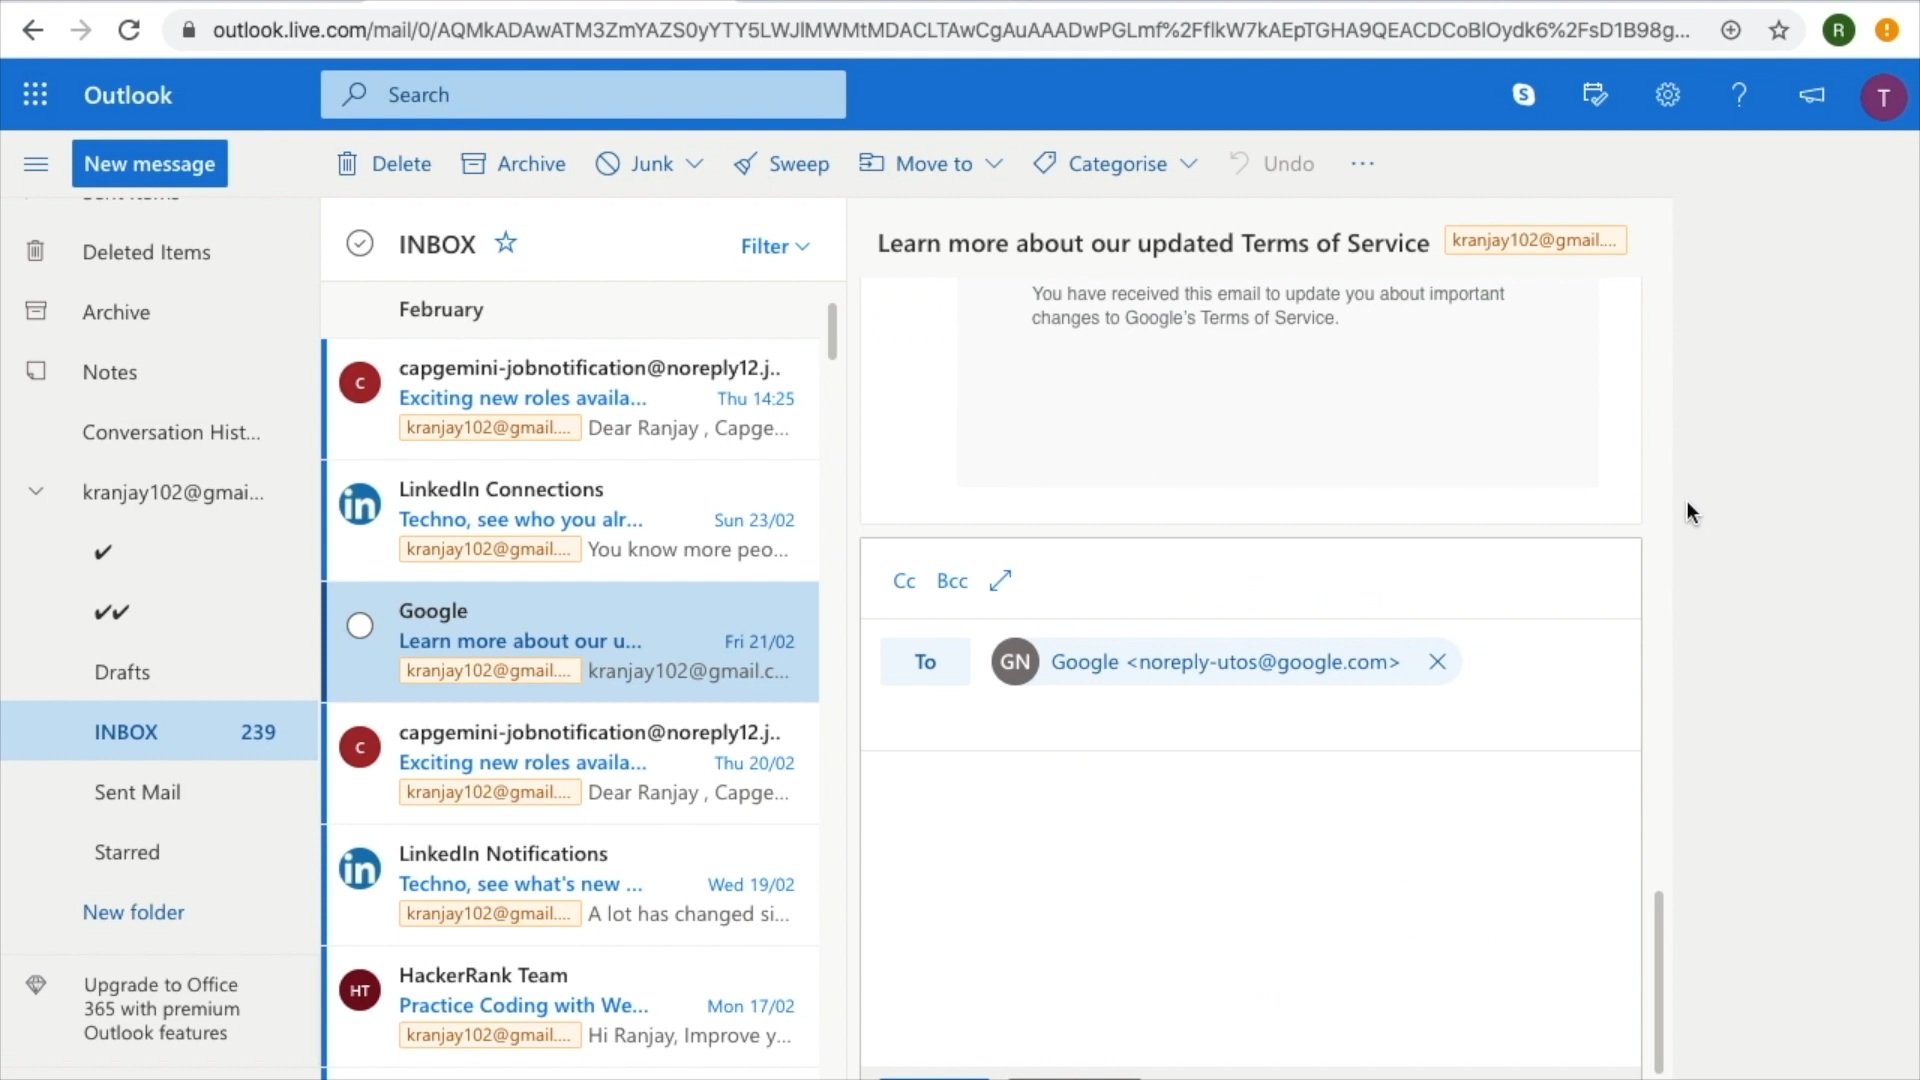 outlook.live.com/mail/0/AQMkADAwATM3ZmYAZS0yYTY5LWJlMWMtMDACLTAwCgAuAAADwPGLmf%2FflkW7kAEpTGHA9QEACDCoBlOydk6%2FsD1B98g...
R
Outlook
Search
T
New message
Delete
Archive
Junk
Sweep
Move to
Categorise
Undo
Deleted Items
Archive
Notes
Conversation Hist...
kranjay102@gmai...
Drafts
INBOX 239
Sent Mail
Starred
New folder
Upgrade to Office
365 with premium
Outlook features
INBOX
Filter
February
C
capgemini-jobnotification@noreply12.j..
Exciting new roles availa... Thu 14:25
kranjay102@gmail.... Dear Ranjay , Capge...
in
LinkedIn Connections
Techno, see who you alr... Sun 23/02
kranjay102@gmail.... You know more peo...
Google
Learn more about our u... Fri 21/02
kranjay102@gmail.... kranjay102@gmail.c...
C
capgemini-jobnotification@noreply12.j..
Exciting new roles availa... Thu 20/02
kranjay102@gmail.... Dear Ranjay , Capge...
in
LinkedIn Notifications
Techno, see what's new ... Wed 19/02
kranjay102@gmail.... A lot has changed si...
HT
HackerRank Team
Practice Coding with We... Mon 17/02
kranjay102@gmail.... Hi Ranjay, Improve y...
Learn more about our updated Terms of Service kranjay102@gmail....
You have received this email to update you about important
changes to Google's Terms of Service.
Cc Bcc
To GN Google <noreply-utos@google.com>